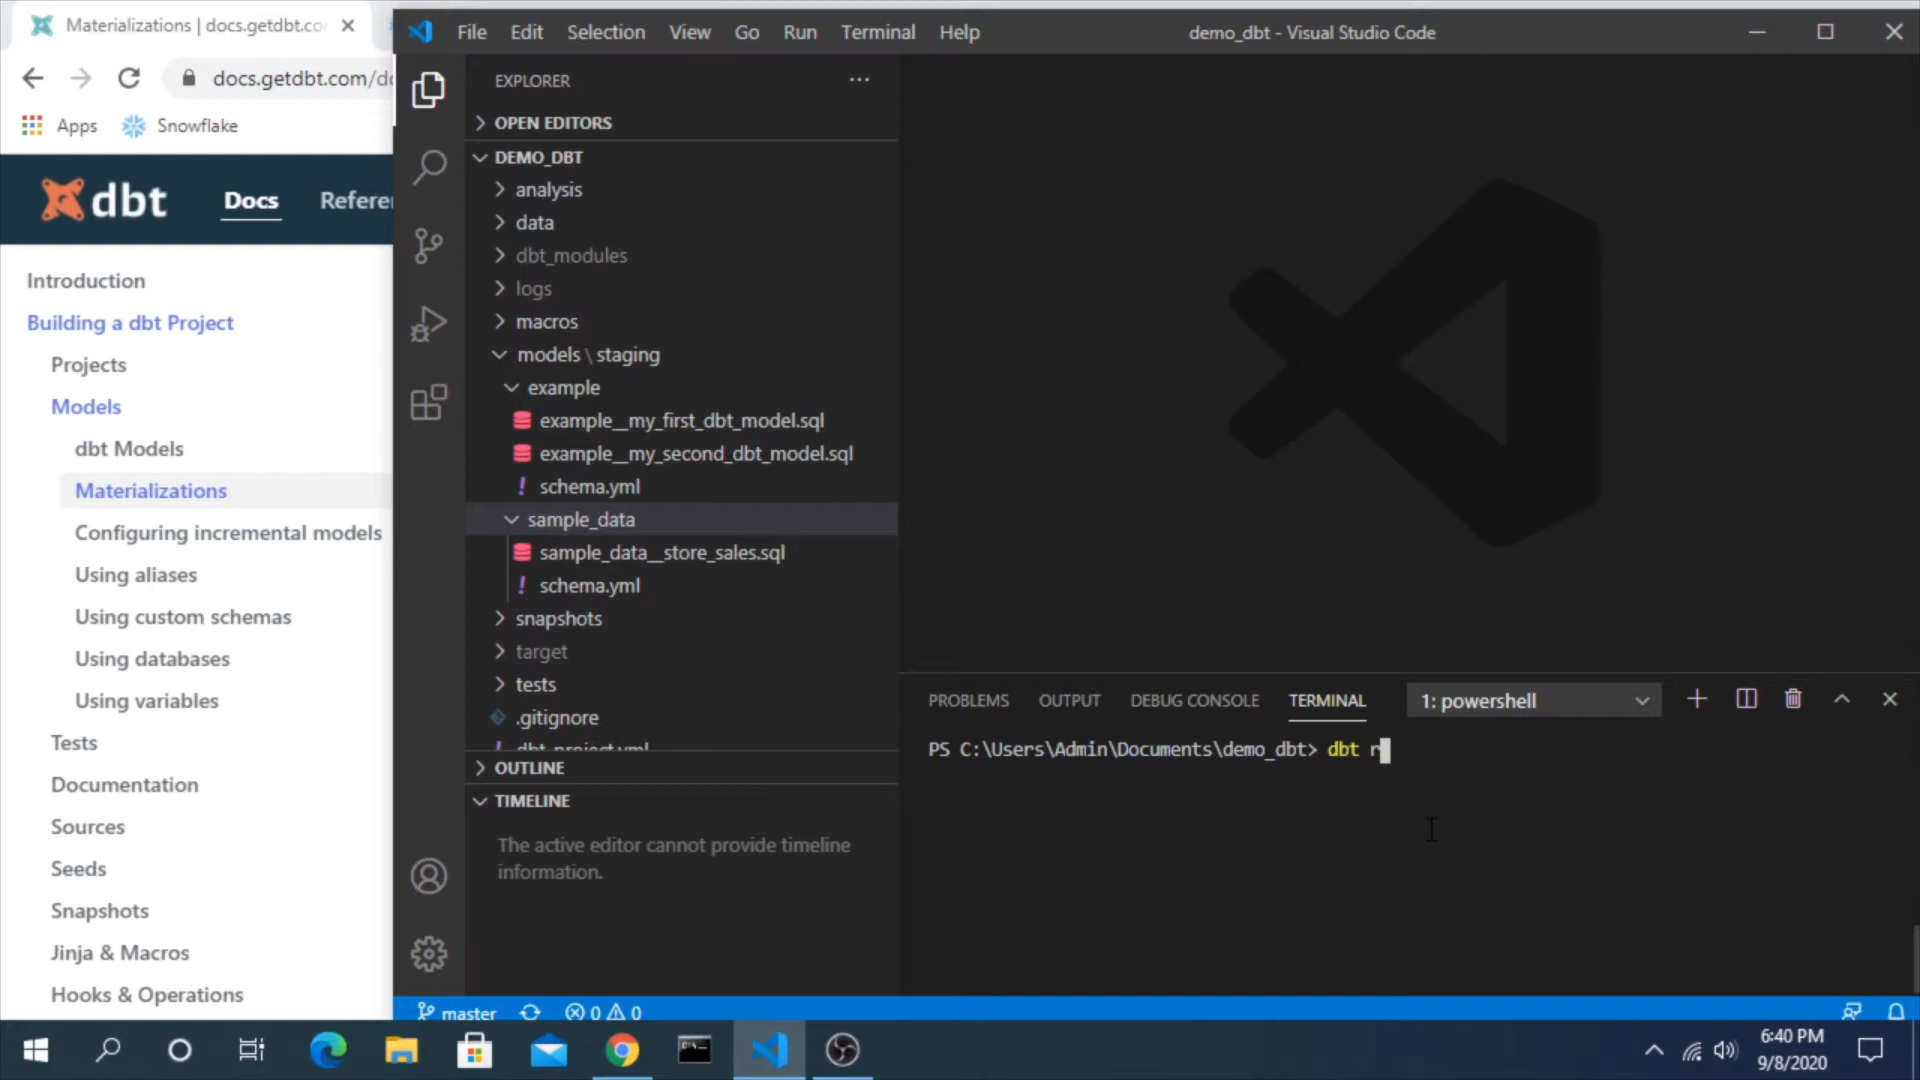 Materializations | docs.getdbt.co
docs.getdbt.com/d
Apps
Snowflake
dbt
Docs
Refere
Introduction
Building a dbt Project
Projects
Models
dbt Models
Materializations
Configuring incremental models
Using aliases
Using custom schemas
Using databases
Using variables
Tests
Documentation
Sources
Seeds
Snapshots
Jinja & Macros
Hooks & Operations
File Edit Selection View Go Run Terminal Help
demo_dbt - Visual Studio Code
EXPLORER
OPEN EDITORS
DEMO_DBT
analysis
data
dbt_modules
logs
macros
models \ staging
example
example__my_first_dbt_model.sql
example__my_second_dbt_model.sql
! schema.yml
sample_data
sample_data__store_sales.sql
! schema.yml
snapshots
target
tests
.gitignore
! dbt_project.yml
OUTLINE
TIMELINE
The active editor cannot provide timeline
information.
PROBLEMS OUTPUT DEBUG CONSOLE TERMINAL
1: powershell
PS C:\Users\Admin\Documents\demo_dbt> dbt r
master
0 0
6:40 PM
9/8/2020